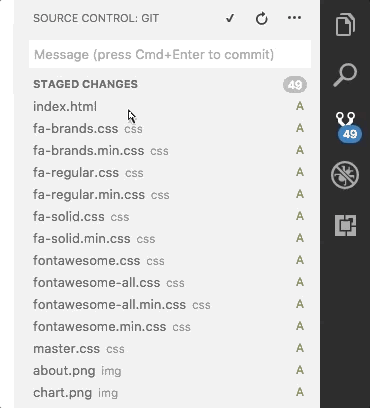 SOURCE CONTROL: GIT
Message (press Cmd+Enter to commit)
STAGED CHANGES 49
index.html A
fa-brands.css css A
fa-brands.min.css css A
fa-regular.css css A
fa-regular.min.css css A
fa-solid.css css A
fa-solid.min.css css A
fontawesome.css css A
fontawesome-all.css css A
fontawesome-all.min.css css A
fontawesome.min.css css A
master.css css A
about.png img A
chart.png img A
49